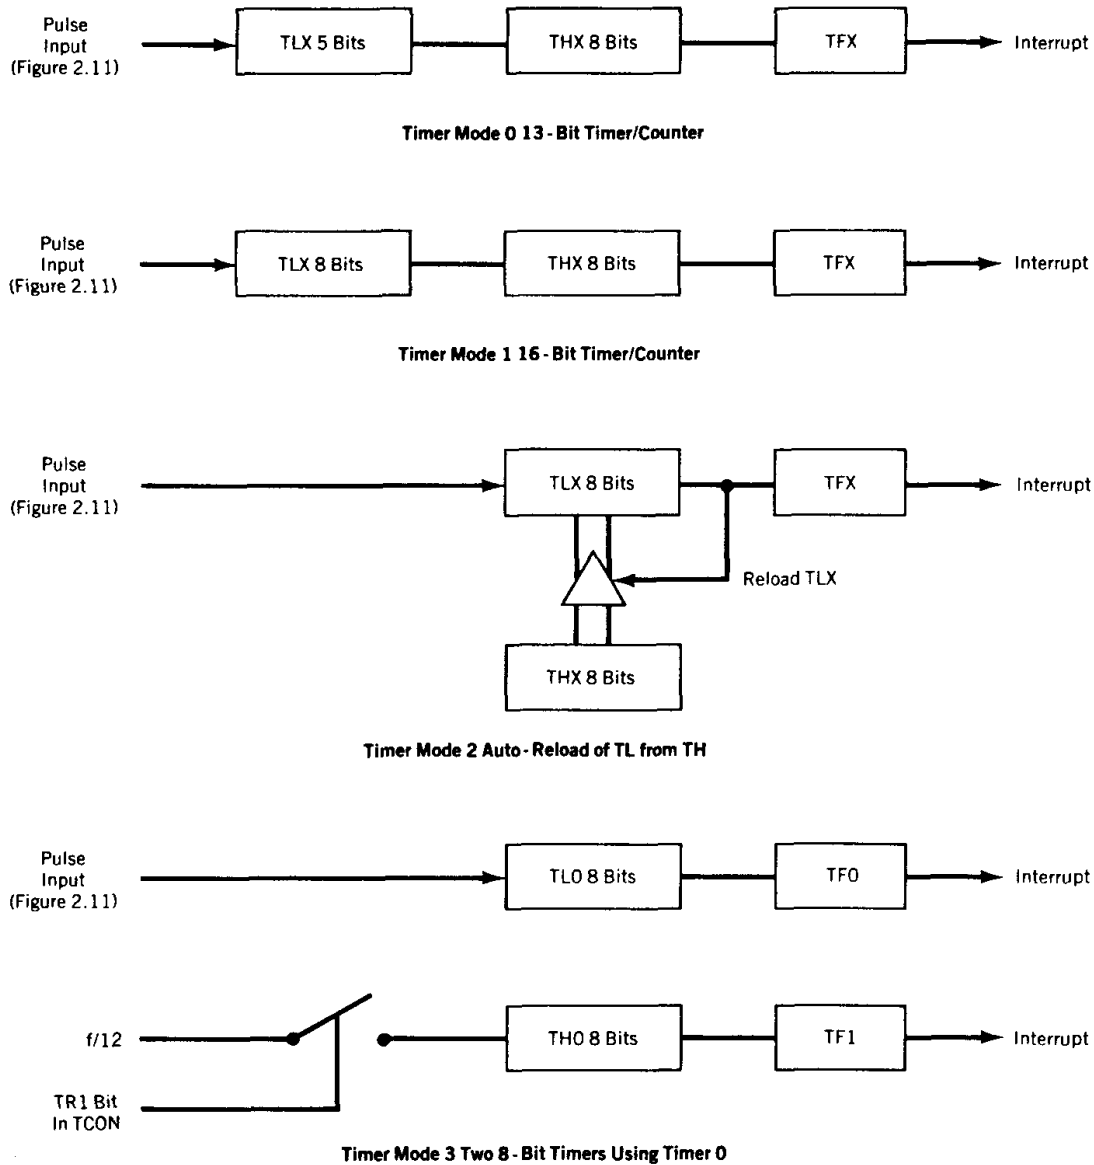 Pulse
Input
(Figure 2.11)
TLX 5 Bits
THX 8 Bits
TFX
Interrupt
Timer Mode 0 13-Bit Timer/Counter
Pulse
Input
(Figure 2.11)
TLX 8 Bits
THX 8 Bits
TFX
Interrupt
Timer Mode 1 16-Bit Timer/Counter
Pulse
Input
(Figure 2.11)
TLX 8 Bits
TFX
Interrupt
Reload TLX
THX 8 Bits
Timer Mode 2 Auto-Reload of TL from TH
Pulse
Input
(Figure 2.11)
TL0 8 Bits
TF0
Interrupt
f/12
TH0 8 Bits
TF1
Interrupt
TR1 Bit
In TCON
Timer Mode 3 Two 8-Bit Timers Using Timer 0